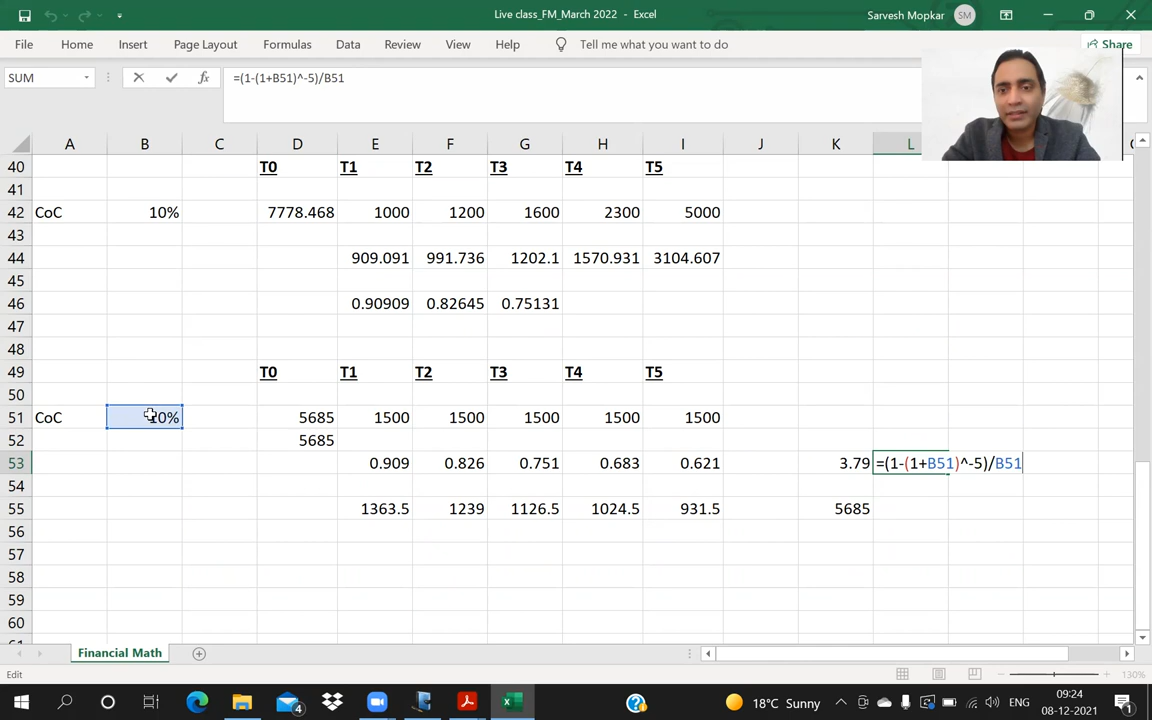 Live class_FM_March 2022 - Excel
Sarvesh Mopkar
SM
File Home Insert Page Layout Formulas Data Review View Help Tell me what you want to do Share
SUM fx =(1-(1+B51)^-5)/B51
A B C D E F G H I J K L
40 T0 T1 T2 T3 T4 T5
41
42 CoC 10% 7778.468 1000 1200 1600 2300 5000
43
44 909.091 991.736 1202.1 1570.931 3104.607
45
46 0.90909 0.82645 0.75131
47
48
49 T0 T1 T2 T3 T4 T5
50
51 CoC 10% 5685 1500 1500 1500 1500 1500
52 5685
53 0.909 0.826 0.751 0.683 0.621 3.79 =(1-(1+B51)^-5)/B51
54
55 1363.5 1239 1126.5 1024.5 931.5 5685
56
57
58
59
60
Financial Math
Edit 130%
4
18°C Sunny ENG 09:24
08-12-2021 1